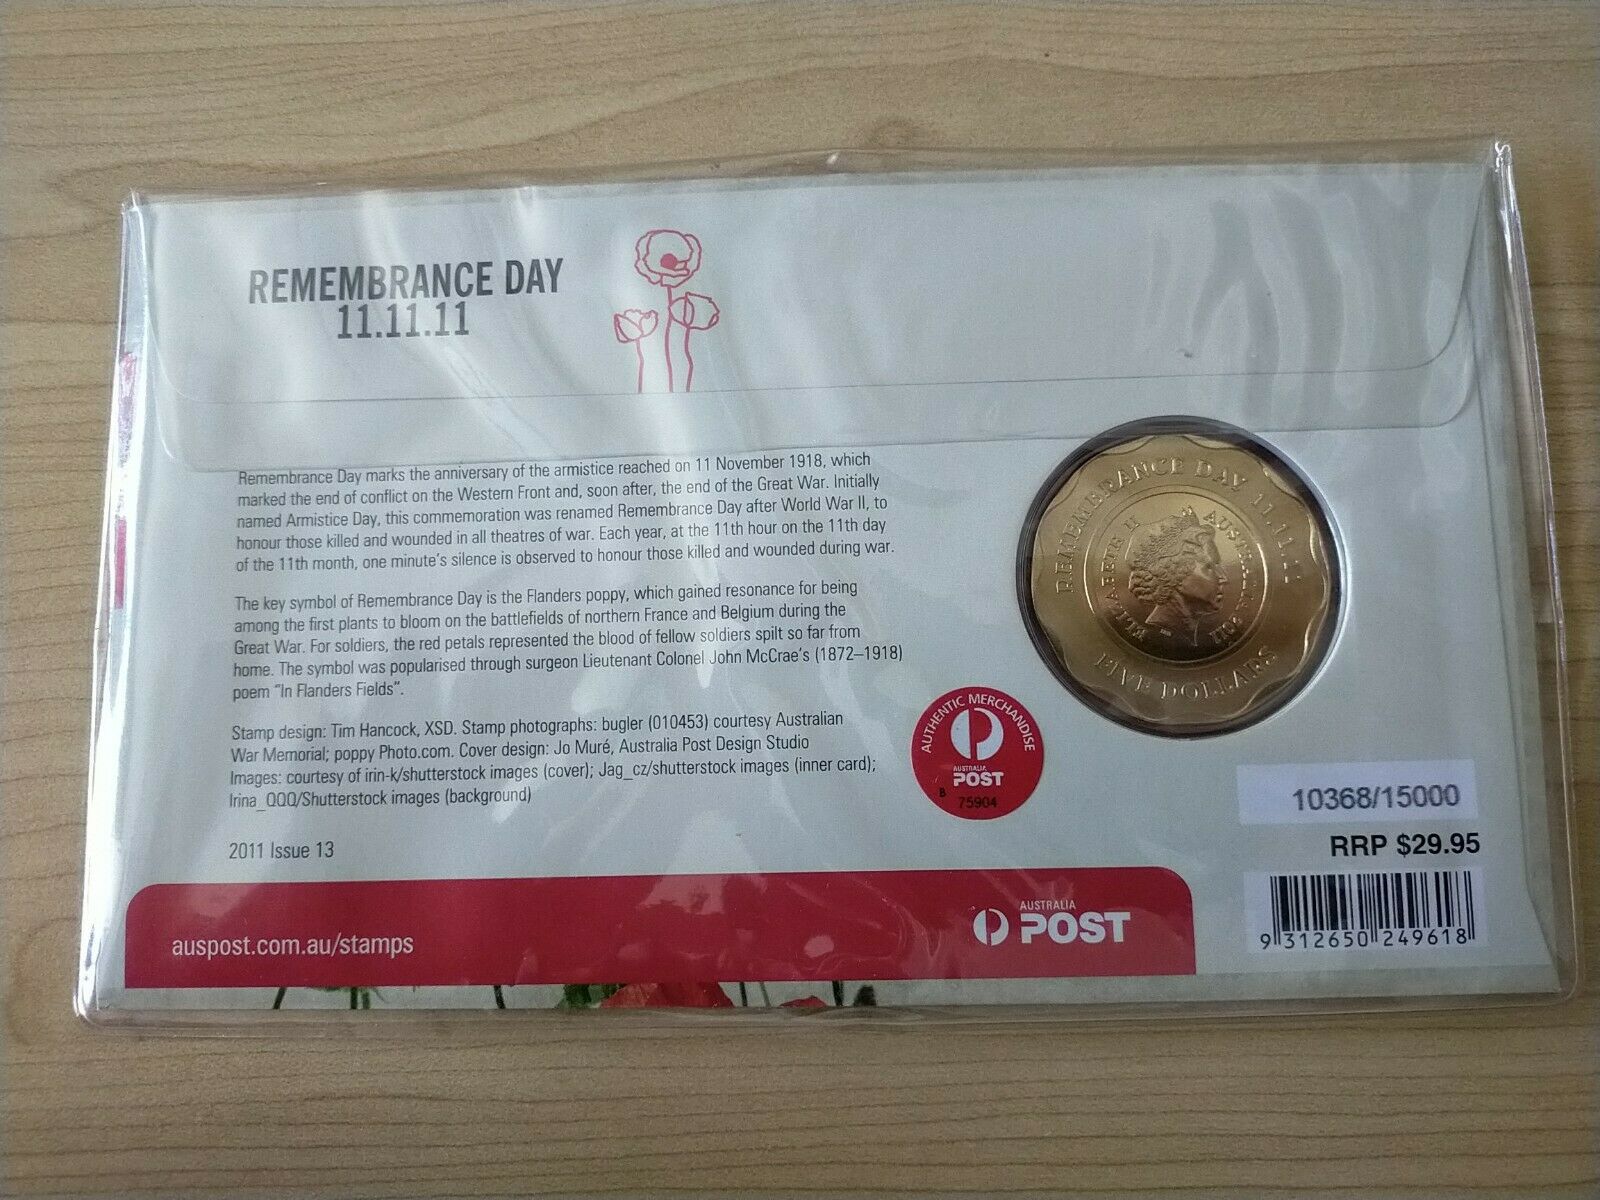 REMEMBRANCE DAY
11.11.11
Remembrance Day marks the anniversary of the armistice reached on 11 November 1918, which
marked the end of conflict on the Western Front and, soon after, the end of the Great War. Initially
named Armistice Day, this commemoration was renamed Remembrance Day after World War II, to
honour those killed and wounded in all theatres of war. Each year, at the 11th hour on the 11th day
of the 11th month, one minute's silence is observed to honour those killed and wounded during war.
The key symbol of Remembrance Day is the Flanders poppy, which gained resonance for being
among the first plants to bloom on the battlefields of northern France and Belgium during the
Great War. For soldiers, the red petals represented the blood of fellow soldiers spilt so far from
home. The symbol was popularised through surgeon Lieutenant Colonel John McCrae's (1872–1918)
poem "In Flanders Fields".
Stamp design: Tim Hancock, XSD. Stamp photographs: bugler (010453) courtesy Australian
War Memorial; poppy Photo.com. Cover design: Jo Muré, Australia Post Design Studio
Images: courtesy of irin-k/shutterstock images (cover); Jag_cz/shutterstock images (inner card);
Irina_QQQ/Shutterstock images (background)
2011 Issue 13
auspost.com.au/stamps
REMEMBRANCE DAY 11.11.11
ELIZABETH II AUSTRALIA 2011
FIVE DOLLARS
AUTHENTIC MERCHANDISE
AUSTRALIA
POST
B 75904
10368/15000
RRP $29.95
9 312650 249618
AUSTRALIA
POST